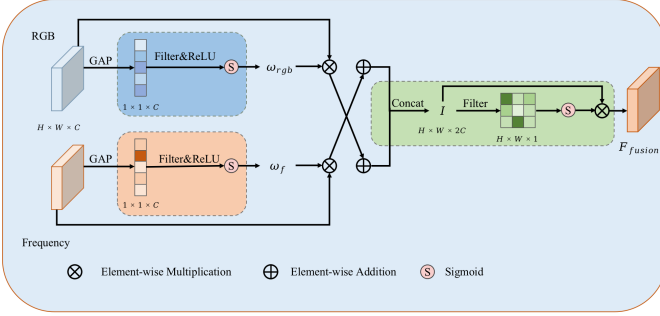 RGB
GAP
Filter&ReLU
S
ω_rgb
1 × 1 × C
H × W × C
Concat
I
Filter
S
H × W × 2C
H × W × 1
F_fusion
GAP
Filter&ReLU
S
ω_f
1 × 1 × C
Frequency
Element-wise Multiplication
Element-wise Addition
S
Sigmoid